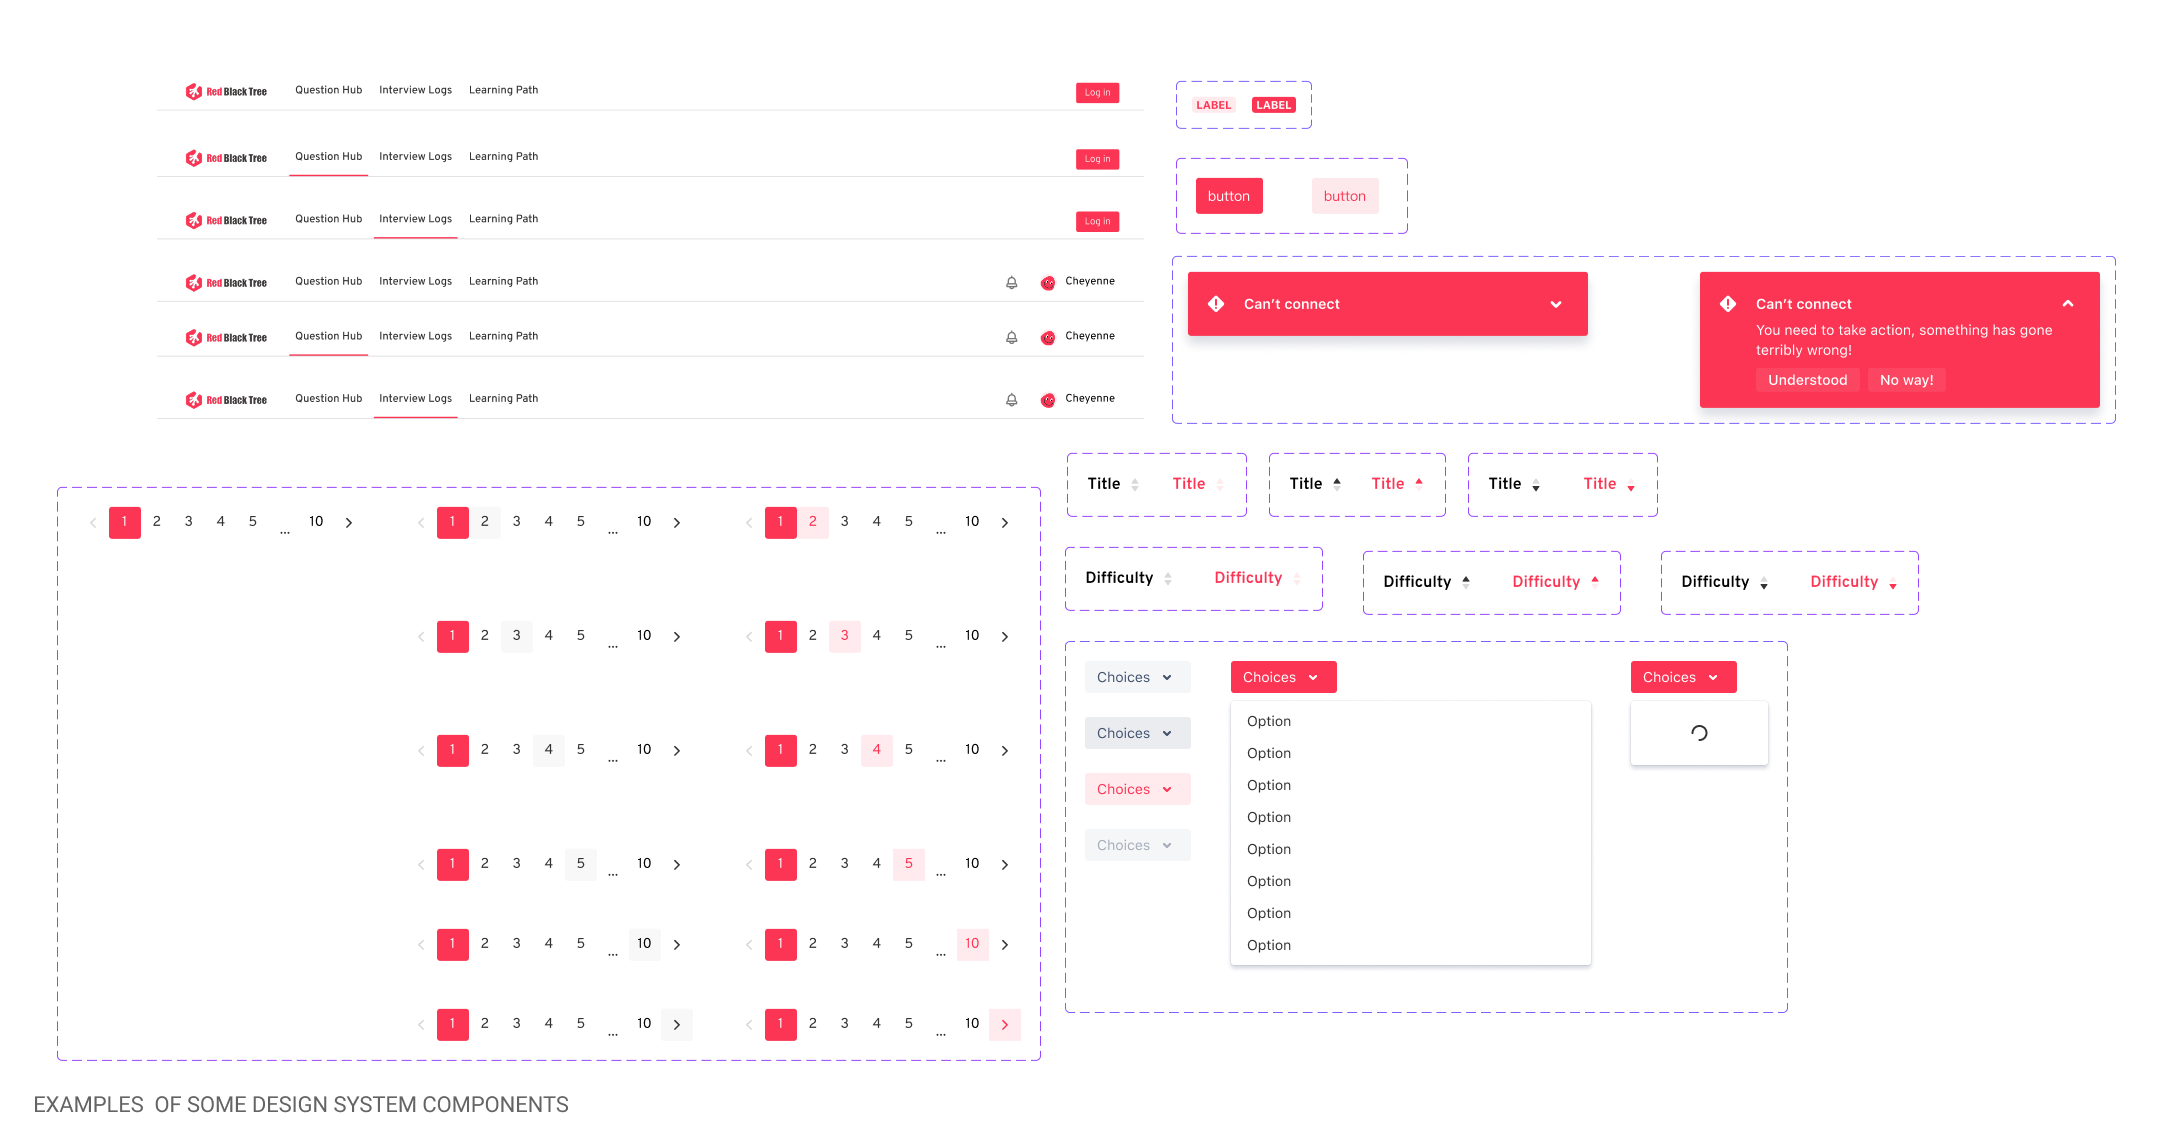 Red Black Tree Question Hub Interview Logs Learning Path Log in
Red Black Tree Question Hub Interview Logs Learning Path Log in
Red Black Tree Question Hub Interview Logs Learning Path Log in
Red Black Tree Question Hub Interview Logs Learning Path Cheyenne
Red Black Tree Question Hub Interview Logs Learning Path Cheyenne
Red Black Tree Question Hub Interview Logs Learning Path Cheyenne
LABEL LABEL
button button
Can't connect
Can't connect
You need to take action, something has gone
terribly wrong!
Understood No way!
1 2 3 4 5 ... 10
1 2 3 4 5 ... 10
1 2 3 4 5 ... 10
1 2 3 4 5 ... 10
1 2 3 4 5 ... 10
1 2 3 4 5 ... 10
1 2 3 4 5 ... 10
1 2 3 4 5 ... 10
1 2 3 4 5 ... 10
1 2 3 4 5 ... 10
1 2 3 4 5 ... 10
1 2 3 4 5 ... 10
1 2 3 4 5 ... 10
Title Title
Title Title
Title Title
Difficulty Difficulty
Difficulty Difficulty
Difficulty Difficulty
Choices
Choices
Choices
Choices
Choices
Option
Option
Option
Option
Option
Option
Option
Option
Choices
EXAMPLES OF SOME DESIGN SYSTEM COMPONENTS